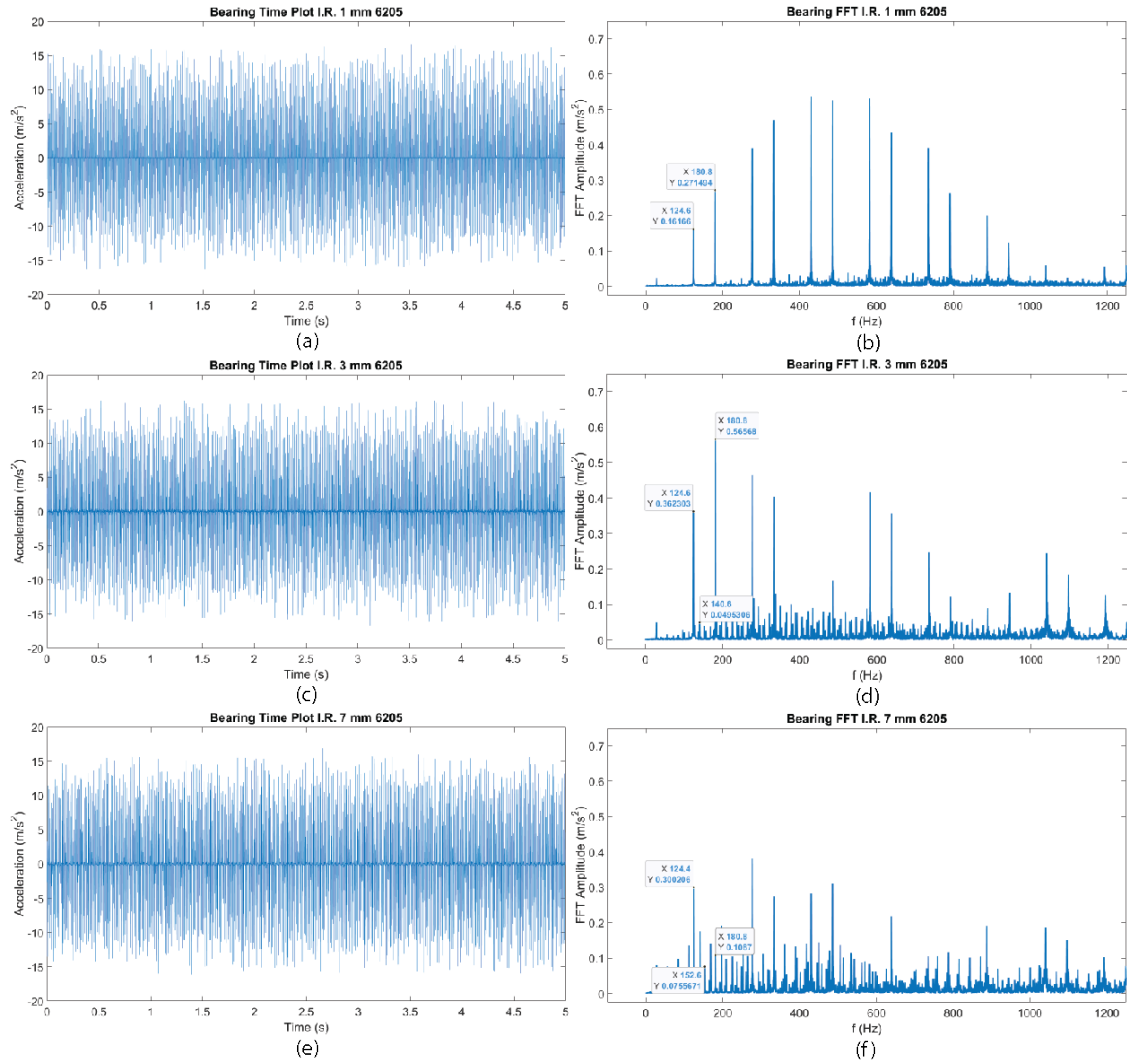 Bearing Time Plot I.R. 1 mm 6205
20
15
10
5
0
-5
-10
-15
-20
Acceleration (m/s²)
0 0.5 1 1.5 2 2.5 3 3.5 4 4.5 5
Time (s)
(a)
Bearing FFT I.R. 1 mm 6205
0.7
0.6
0.5
0.4
0.3
0.2
0.1
0
FFT Amplitude (m/s²)
X 180.8
Y 0.271494
X 124.6
Y 0.16166
0 200 400 600 800 1000 1200
f (Hz)
(b)
Bearing Time Plot I.R. 3 mm 6205
20
15
10
5
0
-5
-10
-15
-20
Acceleration (m/s²)
0 0.5 1 1.5 2 2.5 3 3.5 4 4.5 5
Time (s)
(c)
Bearing FFT I.R. 3 mm 6205
0.7
0.6
0.5
0.4
0.3
0.2
0.1
0
FFT Amplitude (m/s²)
X 180.8
Y 0.56568
X 124.6
Y 0.362303
X 140.6
Y 0.0495306
0 200 400 600 800 1000 1200
f (Hz)
(d)
Bearing Time Plot I.R. 7 mm 6205
20
15
10
5
0
-5
-10
-15
-20
Acceleration (m/s²)
0 0.5 1 1.5 2 2.5 3 3.5 4 4.5 5
Time (s)
(e)
Bearing FFT I.R. 7 mm 6205
0.7
0.6
0.5
0.4
0.3
0.2
0.1
0
FFT Amplitude (m/s²)
X 124.4
Y 0.300206
X 180.8
Y 0.1087
X 152.6
Y 0.0755671
0 200 400 600 800 1000 1200
f (Hz)
(f)